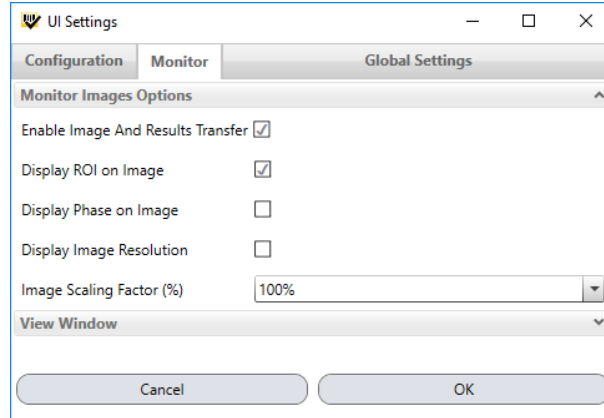 UI Settings
Configuration Monitor Global Settings
Monitor Images Options
Enable Image And Results Transfer
Display ROI on Image
Display Phase on Image
Display Image Resolution
Image Scaling Factor (%) 100%
View Window
Cancel OK